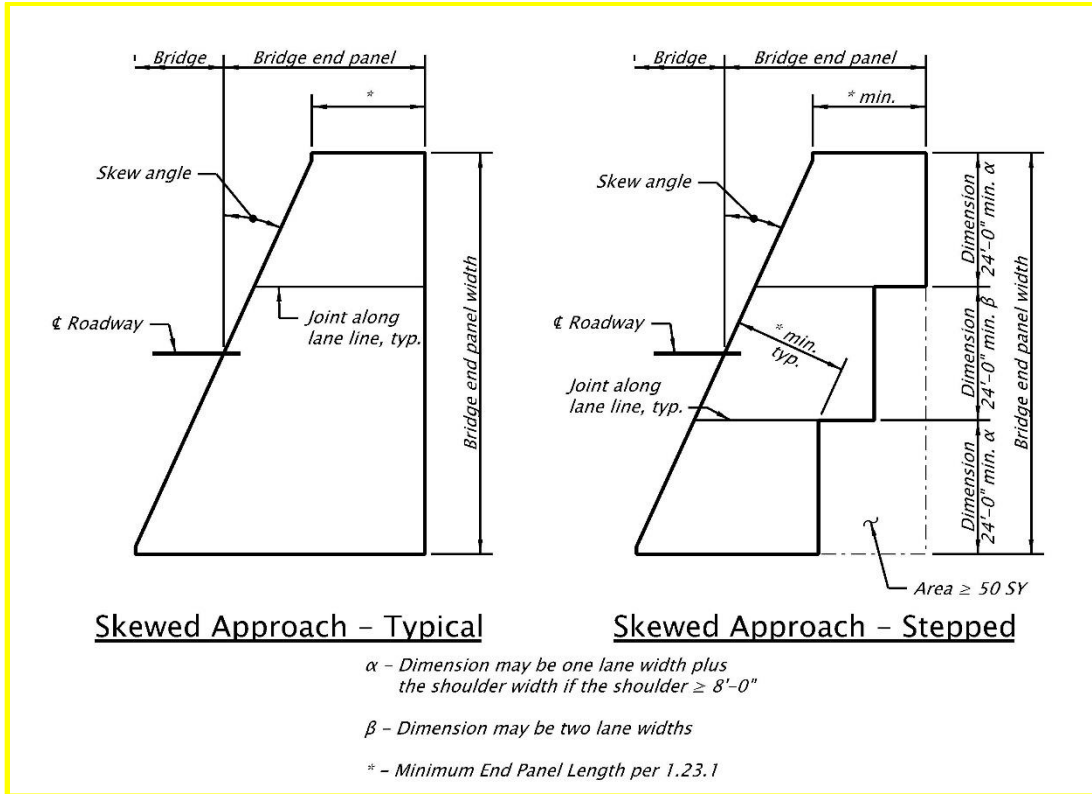 Bridge
Bridge end panel
*
Skew angle
Joint along
lane line, typ.
℄ Roadway
Bridge end panel width
Skewed Approach – Typical
Bridge
Bridge end panel
* min.
Skew angle
℄ Roadway
* min.
typ.
Joint along
lane line, typ.
Dimension
24'–0" min. α
Dimension
24'–0" min. β
Dimension
24'–0" min. α
Bridge end panel width
Area ≥ 50 SY
Skewed Approach – Stepped
α – Dimension may be one lane width plus
the shoulder width if the shoulder ≥ 8'–0"
β – Dimension may be two lane widths
* – Minimum End Panel Length per 1.23.1